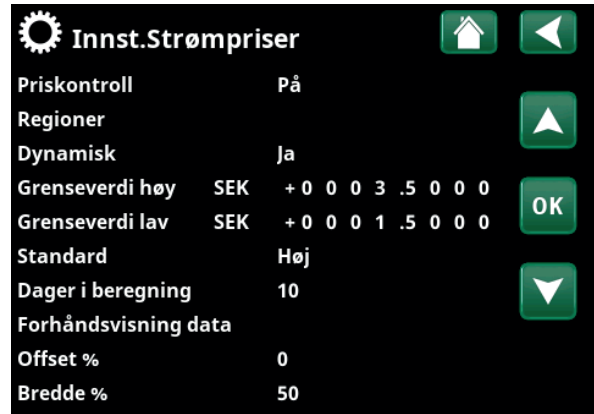 Innst.Strømpriser
Priskontroll På
Regioner
Dynamisk Ja
Grenseverdi høy SEK +0 0 0 3 .5 0 0 0
Grenseverdi lav SEK +0 0 0 1 .5 0 0 0
OK
Standard Høj
Dager i beregning 10
Forhåndsvisning data
Offset % 0
Bredde % 50